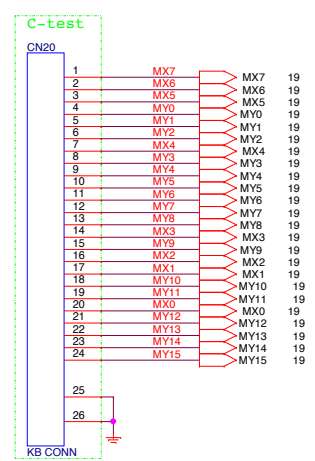 C-test
CN20
1 MX7 MX7 19
2 MX6 MX6 19
3 MX5 MX5 19
4 MY0 MY0 19
5 MY1 MY1 19
6 MY2 MY2 19
7 MX4 MX4 19
8 MY3 MY3 19
9 MY4 MY4 19
10 MY5 MY5 19
11 MY6 MY6 19
12 MY7 MY7 19
13 MY8 MY8 19
14 MX3 MX3 19
15 MY9 MY9 19
16 MX2 MX2 19
17 MX1 MX1 19
18 MY10 MY10 19
19 MY11 MY11 19
20 MX0 MX0 19
21 MY12 MY12 19
22 MY13 MY13 19
23 MY14 MY14 19
24 MY15 MY15 19
25
26
KB CONN